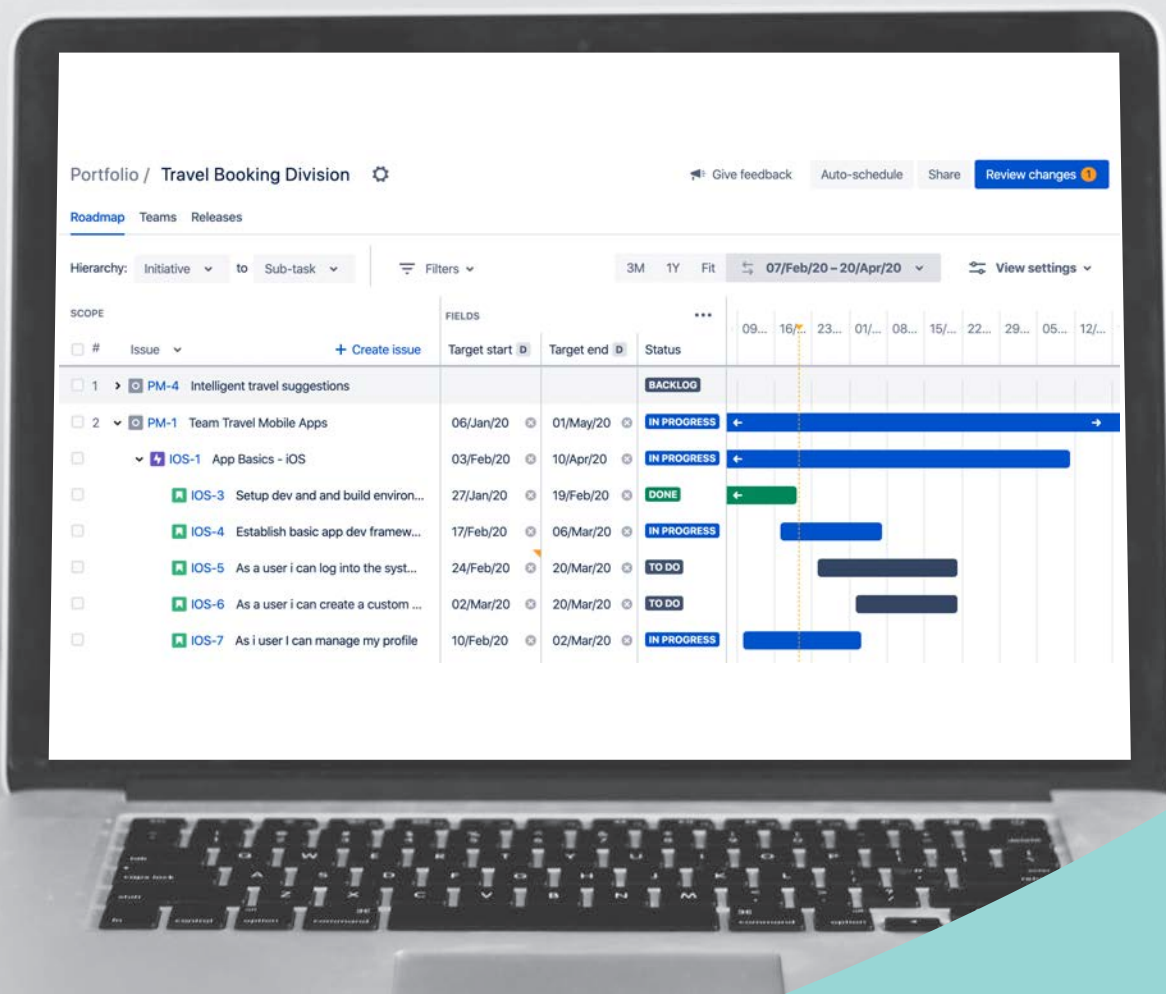 Portfolio / Travel Booking Division
Give feedback
Auto-schedule
Share
Review changes 1
Roadmap Teams Releases
Hierarchy: Initiative to Sub-task
Filters
3M 1Y Fit
07/Feb/20 – 20/Apr/20
View settings
SCOPE
FIELDS
...
09... 16/... 23... 01/... 08... 15/... 22... 29... 05... 12/...
# Issue + Create issue Target start D Target end D Status
1 PM-4 Intelligent travel suggestions BACKLOG
2 PM-1 Team Travel Mobile Apps 06/Jan/20 01/May/20 IN PROGRESS
IOS-1 App Basics - iOS 03/Feb/20 10/Apr/20 IN PROGRESS
IOS-3 Setup dev and and build environ... 27/Jan/20 19/Feb/20 DONE
IOS-4 Establish basic app dev framew... 17/Feb/20 06/Mar/20 IN PROGRESS
IOS-5 As a user i can log into the syst... 24/Feb/20 20/Mar/20 TO DO
IOS-6 As a user i can create a custom ... 02/Mar/20 20/Mar/20 TO DO
IOS-7 As i user I can manage my profile 10/Feb/20 02/Mar/20 IN PROGRESS